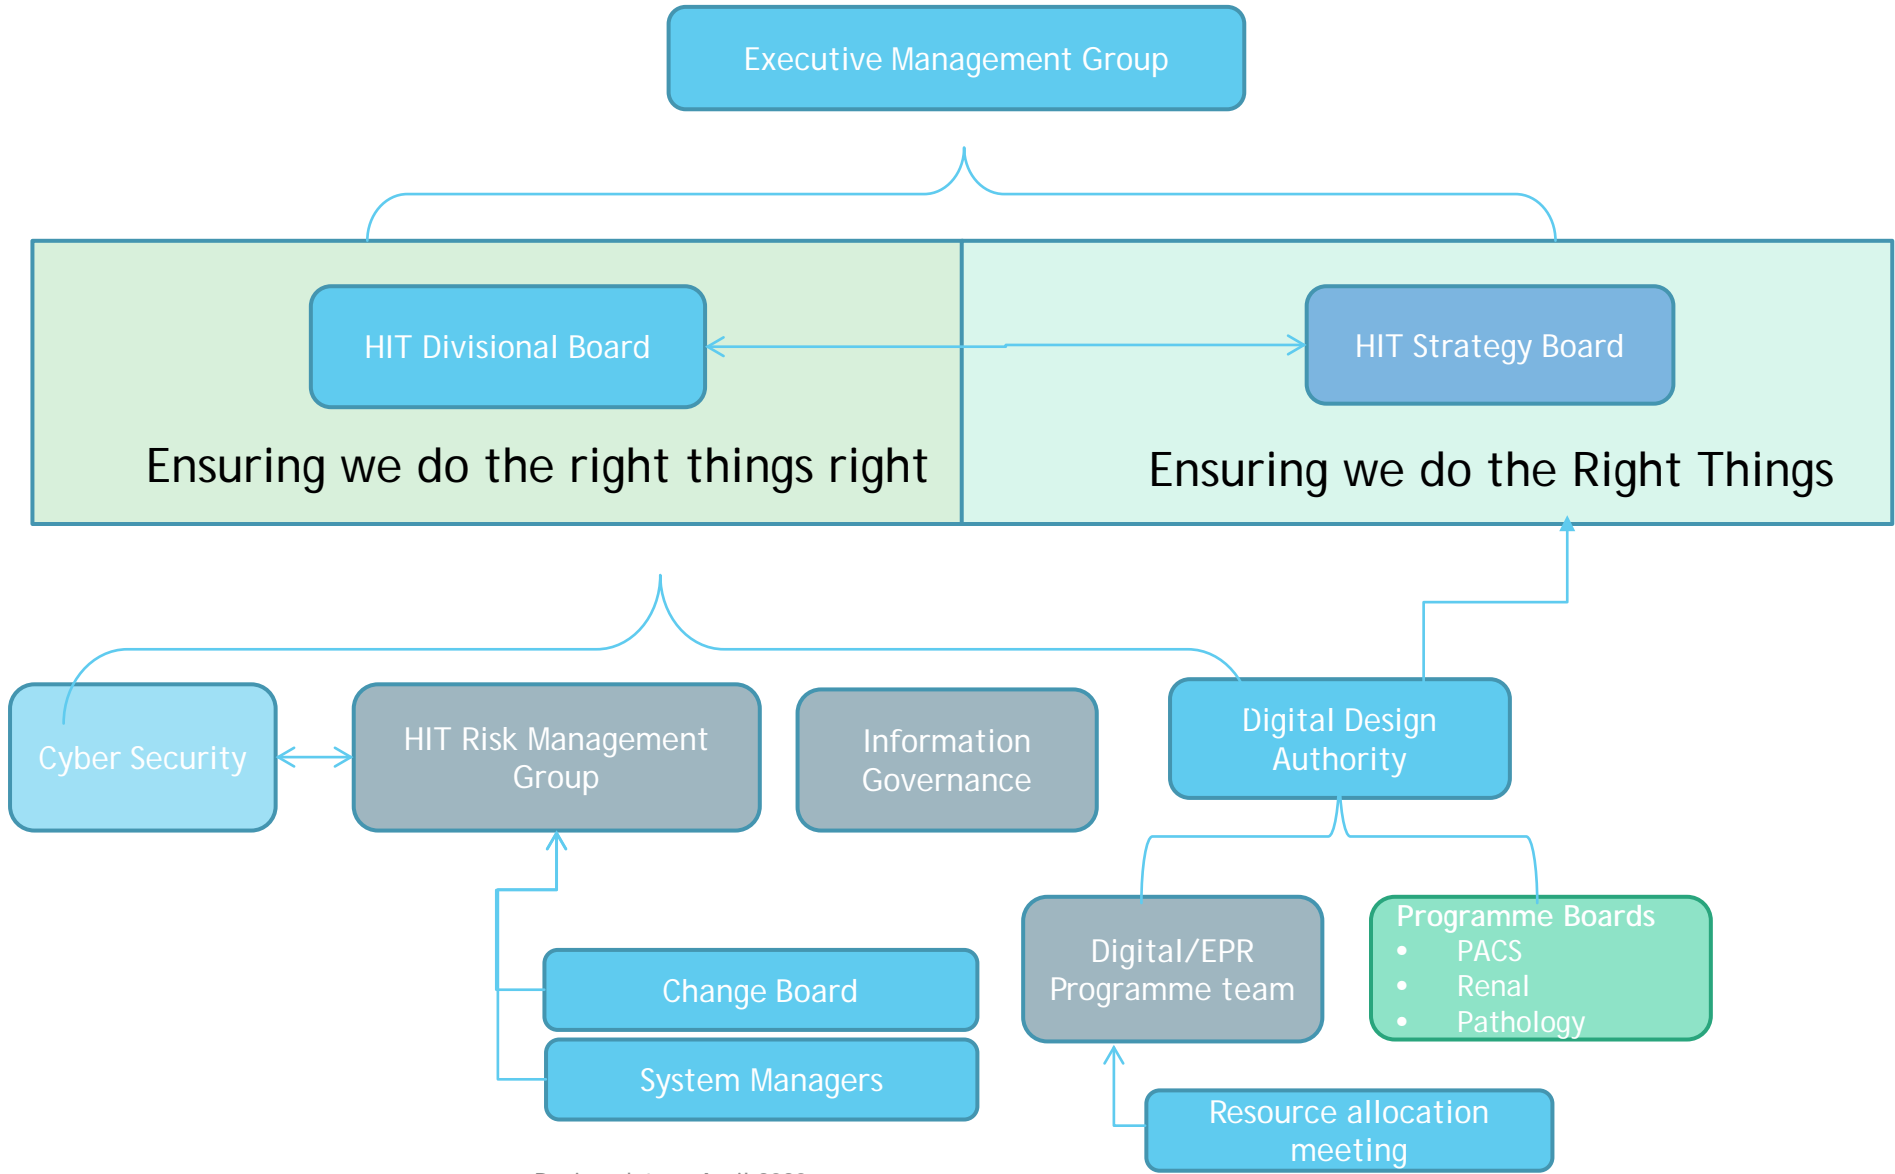 Executive Management Group
HIT Divisional Board
HIT Strategy Board
Ensuring we do the right things right
Ensuring we do the Right Things
Cyber Security
HIT Risk Management
Group
Information
Governance
Digital Design
Authority
Digital/EPR
Programme team
Programme Boards
• PACS
• Renal
• Pathology
Change Board
System Managers
Resource allocation
meeting